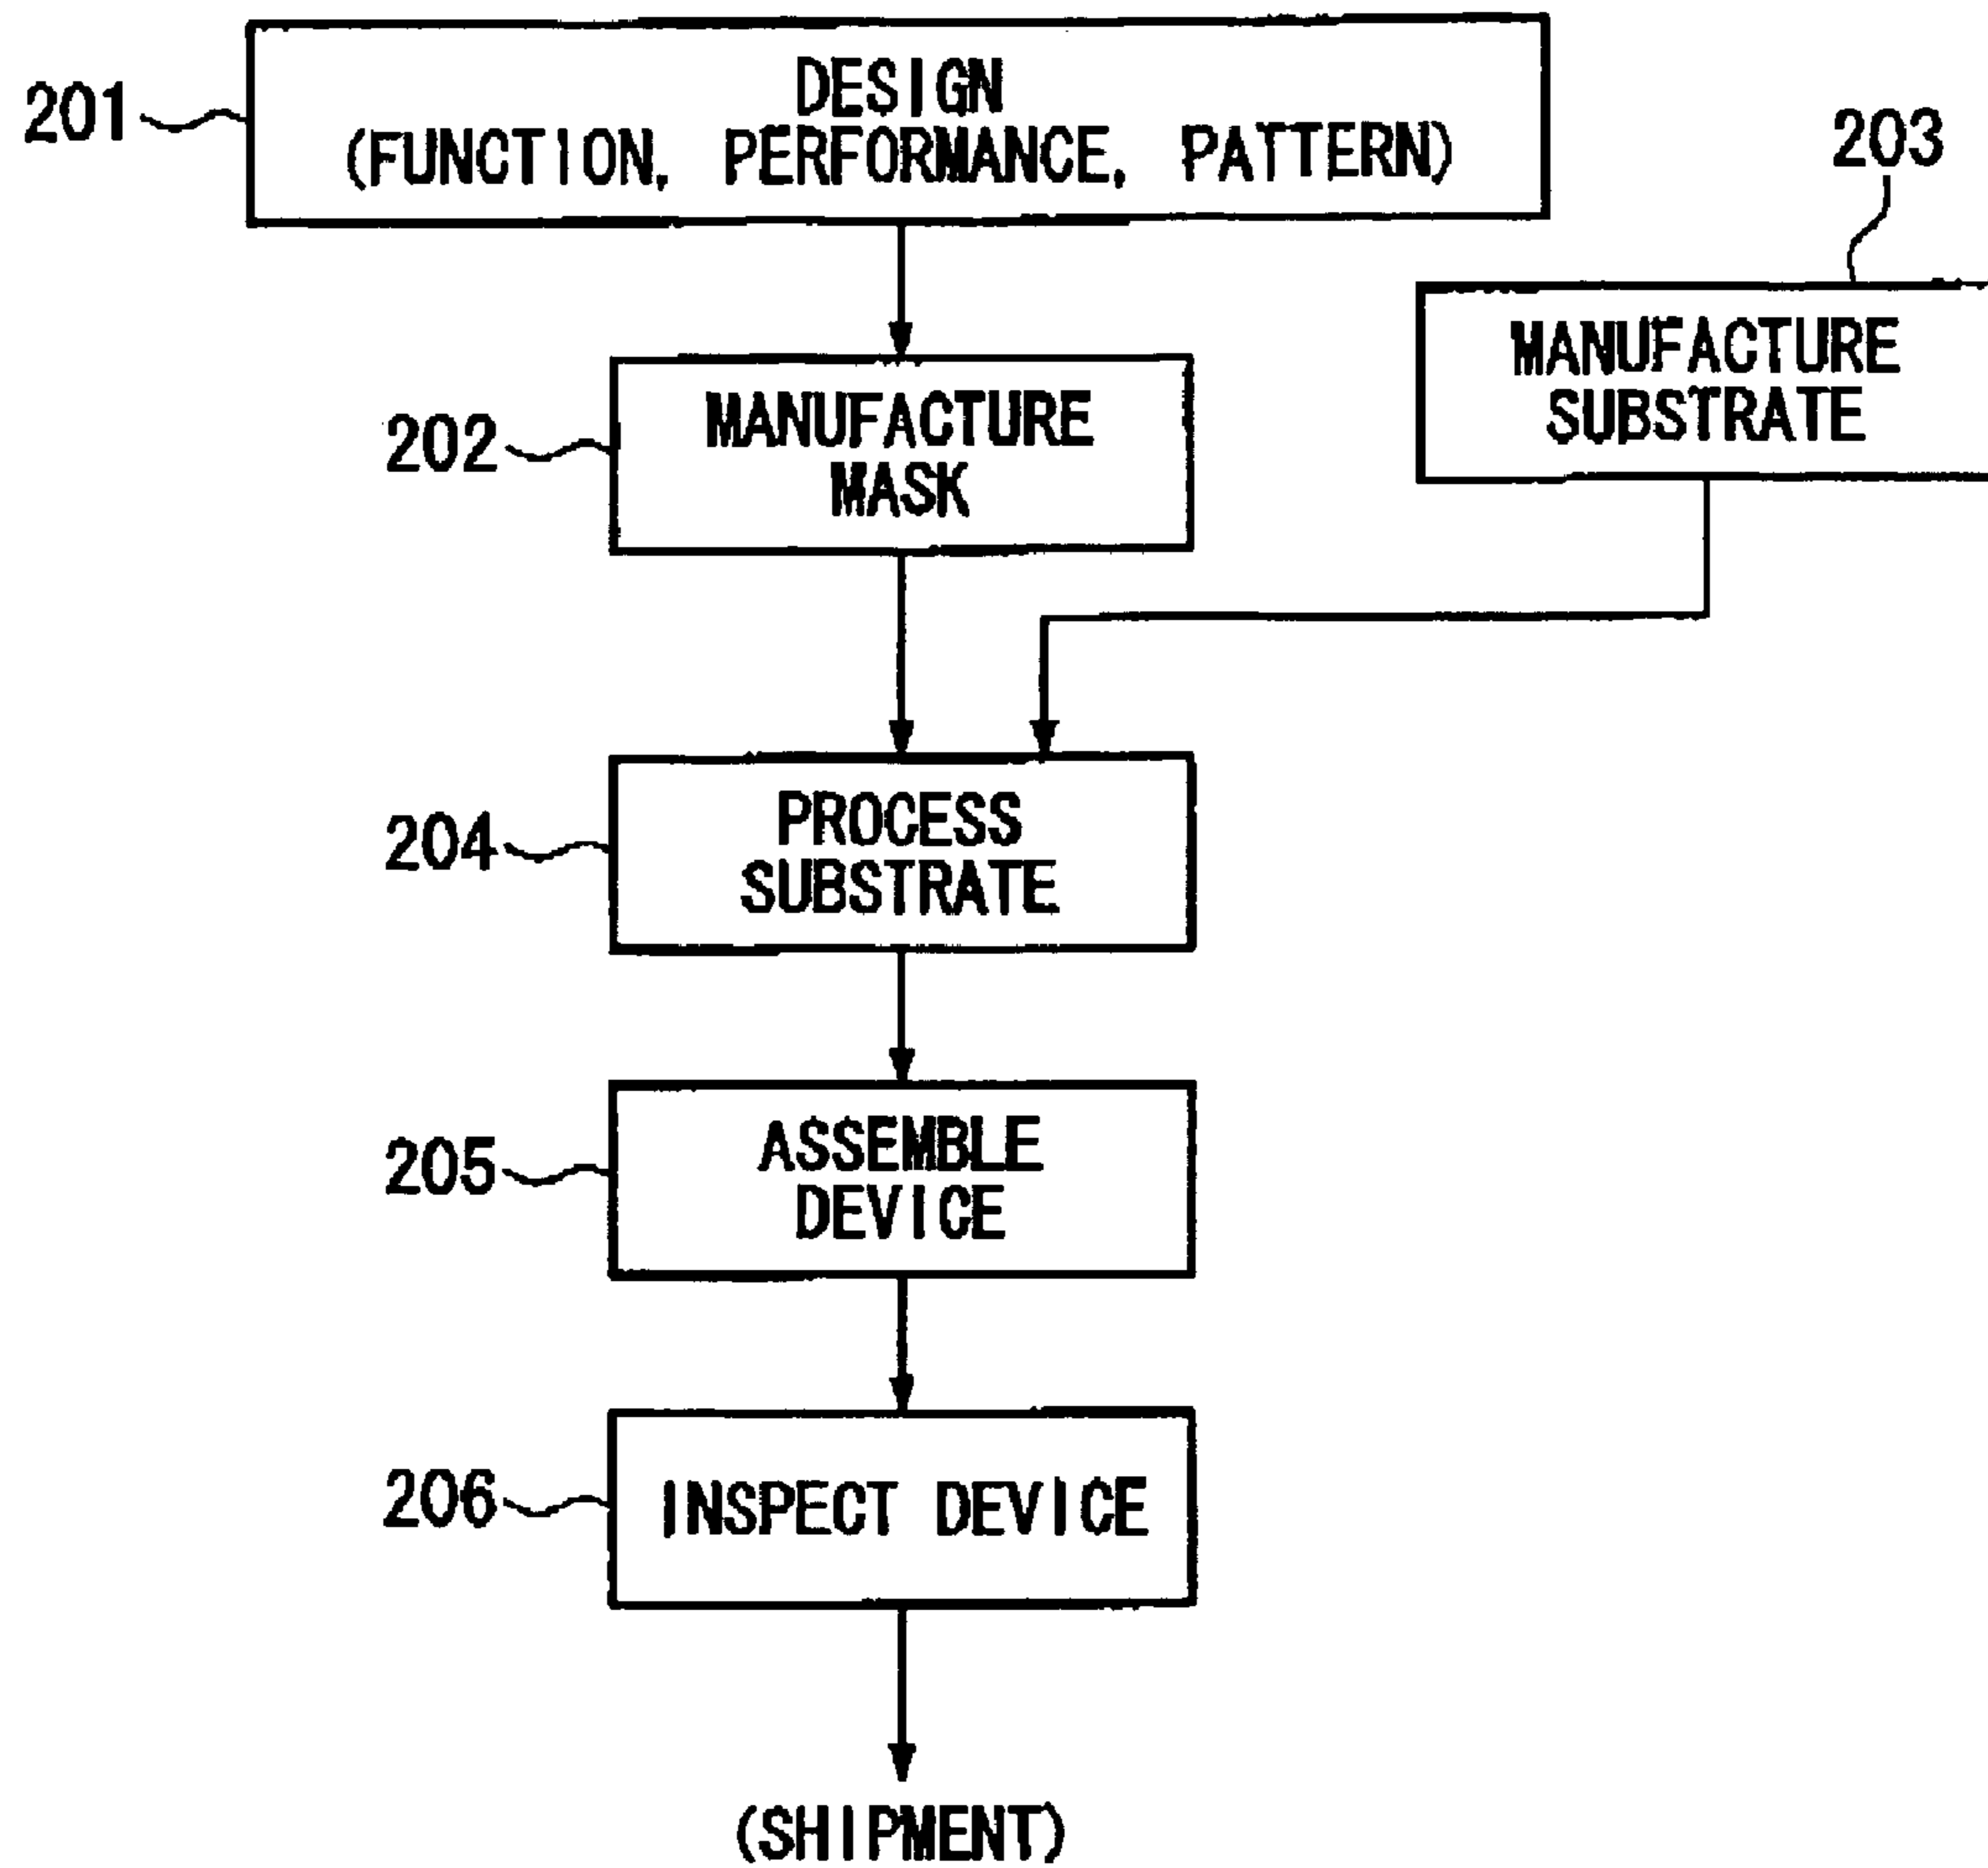 201
DESIGN
(FUNCTION, PERFORMANCE, PATTERN)
203
MANUFACTURE
SUBSTRATE
202
MANUFACTURE
MASK
204
PROCESS
SUBSTRATE
205
ASSEMBLE
DEVICE
206
INSPECT DEVICE
(SHIPMENT)